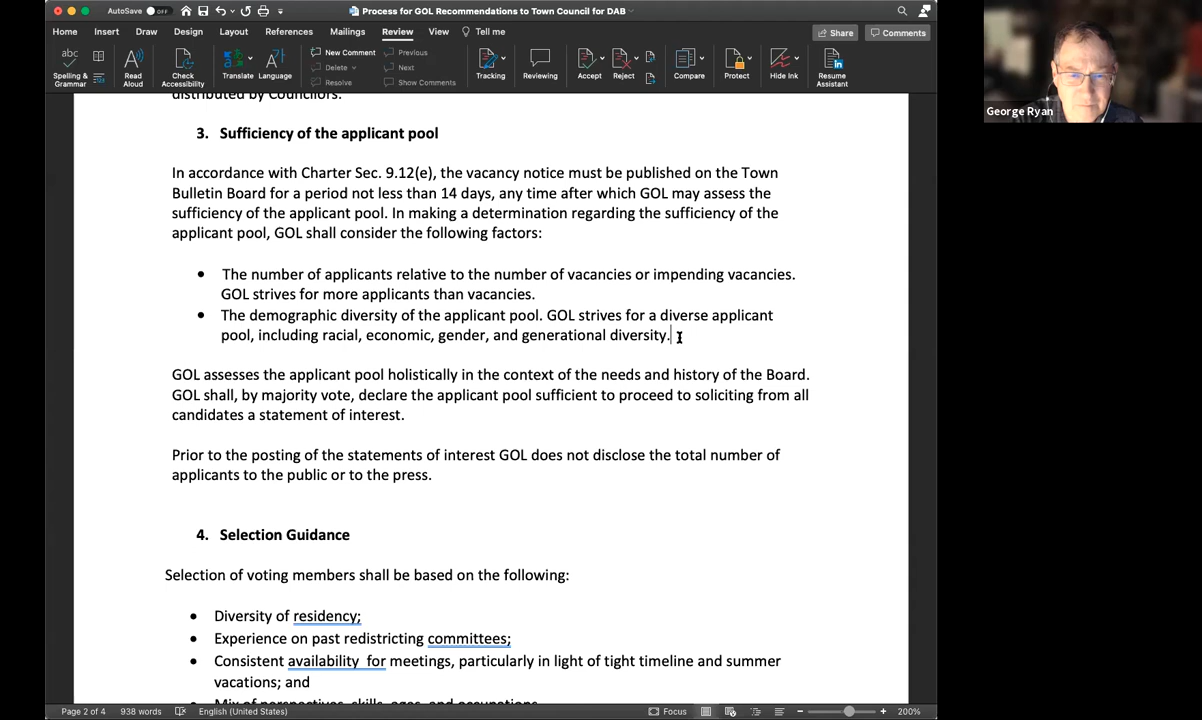 AutoSave OFF
Process for GOL Recommendations to Town Council for DAB
Home Insert Draw Design Layout References Mailings Review View Tell me
Share Comments
abc
Spelling & Grammar
Read Aloud
Check Accessibility
Translate
Language
New Comment
Delete
Resolve
Previous
Next
Show Comments
Tracking
Reviewing
Accept
Reject
Compare
Protect
Hide Ink
Resume Assistant
distributed by Councilors.
3. Sufficiency of the applicant pool
In accordance with Charter Sec. 9.12(e), the vacancy notice must be published on the Town
Bulletin Board for a period not less than 14 days, any time after which GOL may assess the
sufficiency of the applicant pool. In making a determination regarding the sufficiency of the
applicant pool, GOL shall consider the following factors:
• The number of applicants relative to the number of vacancies or impending vacancies.
GOL strives for more applicants than vacancies.
• The demographic diversity of the applicant pool. GOL strives for a diverse applicant
pool, including racial, economic, gender, and generational diversity.
GOL assesses the applicant pool holistically in the context of the needs and history of the Board.
GOL shall, by majority vote, declare the applicant pool sufficient to proceed to soliciting from all
candidates a statement of interest.
Prior to the posting of the statements of interest GOL does not disclose the total number of
applicants to the public or to the press.
4. Selection Guidance
Selection of voting members shall be based on the following:
• Diversity of residency;
• Experience on past redistricting committees;
• Consistent availability for meetings, particularly in light of tight timeline and summer
vacations; and
• Mix of perspectives, skills, ages, and occupations
Page 2 of 4 938 words English (United States) Focus 200%
George Ryan